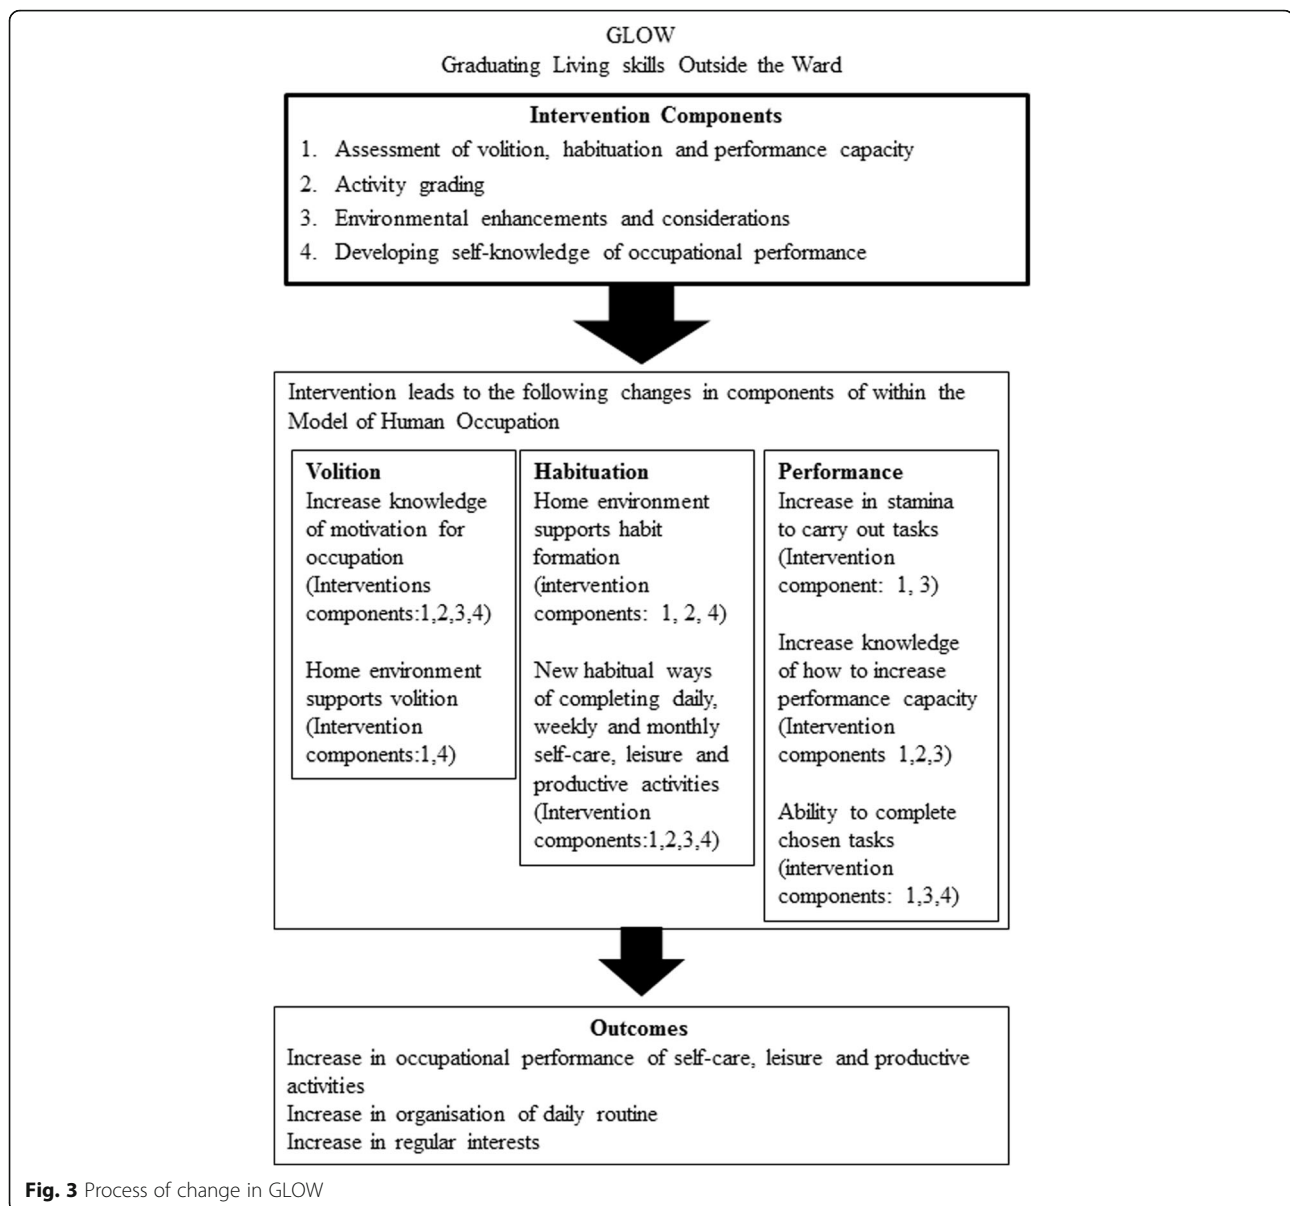 GLOW
Graduating Living skills Outside the Ward
Intervention Components
1. Assessment of volition, habituation and performance capacity
2. Activity grading
3. Environmental enhancements and considerations
4. Developing self-knowledge of occupational performance
Intervention leads to the following changes in components of within the
Model of Human Occupation
Volition
Increase knowledge
of motivation for
occupation
(Interventions
components:1,2,3,4)
Home environment
supports volition
(Intervention
components:1,4)
Habituation
Home environment
supports habit
formation
(intervention
components: 1, 2, 4)
New habitual ways
of completing daily,
weekly and monthly
self-care, leisure and
productive activities
(Intervention
components:1,2,3,4)
Performance
Increase in stamina
to carry out tasks
(Intervention
component: 1, 3)
Increase knowledge
of how to increase
performance capacity
(Intervention
components 1,2,3)
Ability to complete
chosen tasks
(intervention
components: 1,3,4)
Outcomes
Increase in occupational performance of self-care, leisure and productive
activities
Increase in organisation of daily routine
Increase in regular interests
Fig. 3 Process of change in GLOW